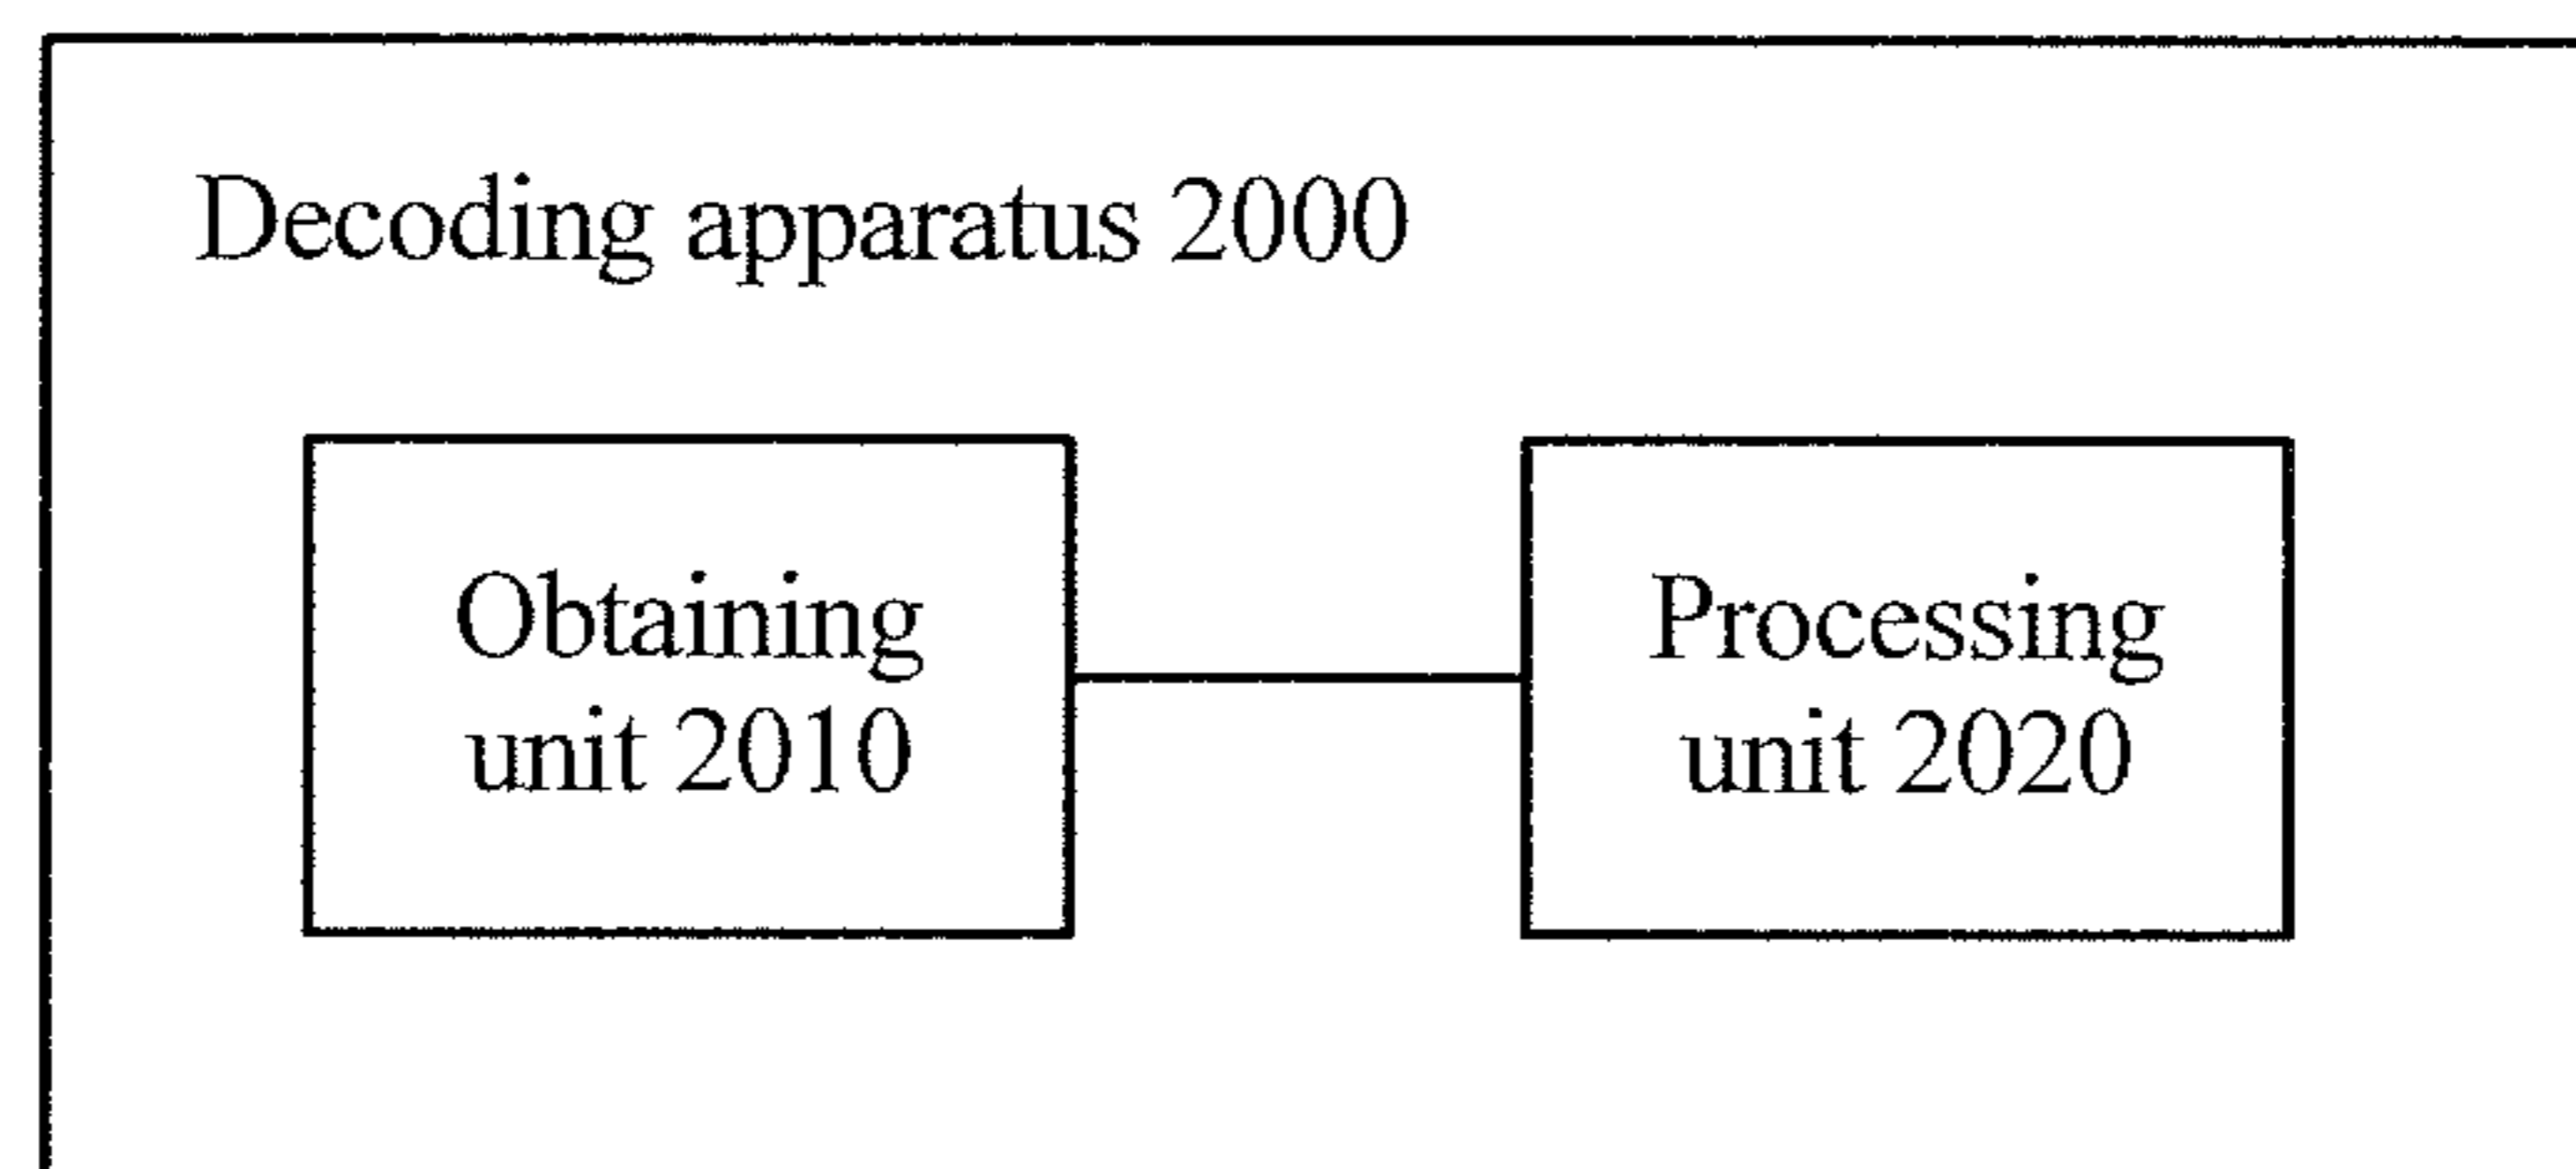 Decoding apparatus 2000
Obtaining
unit 2010
Processing
unit 2020